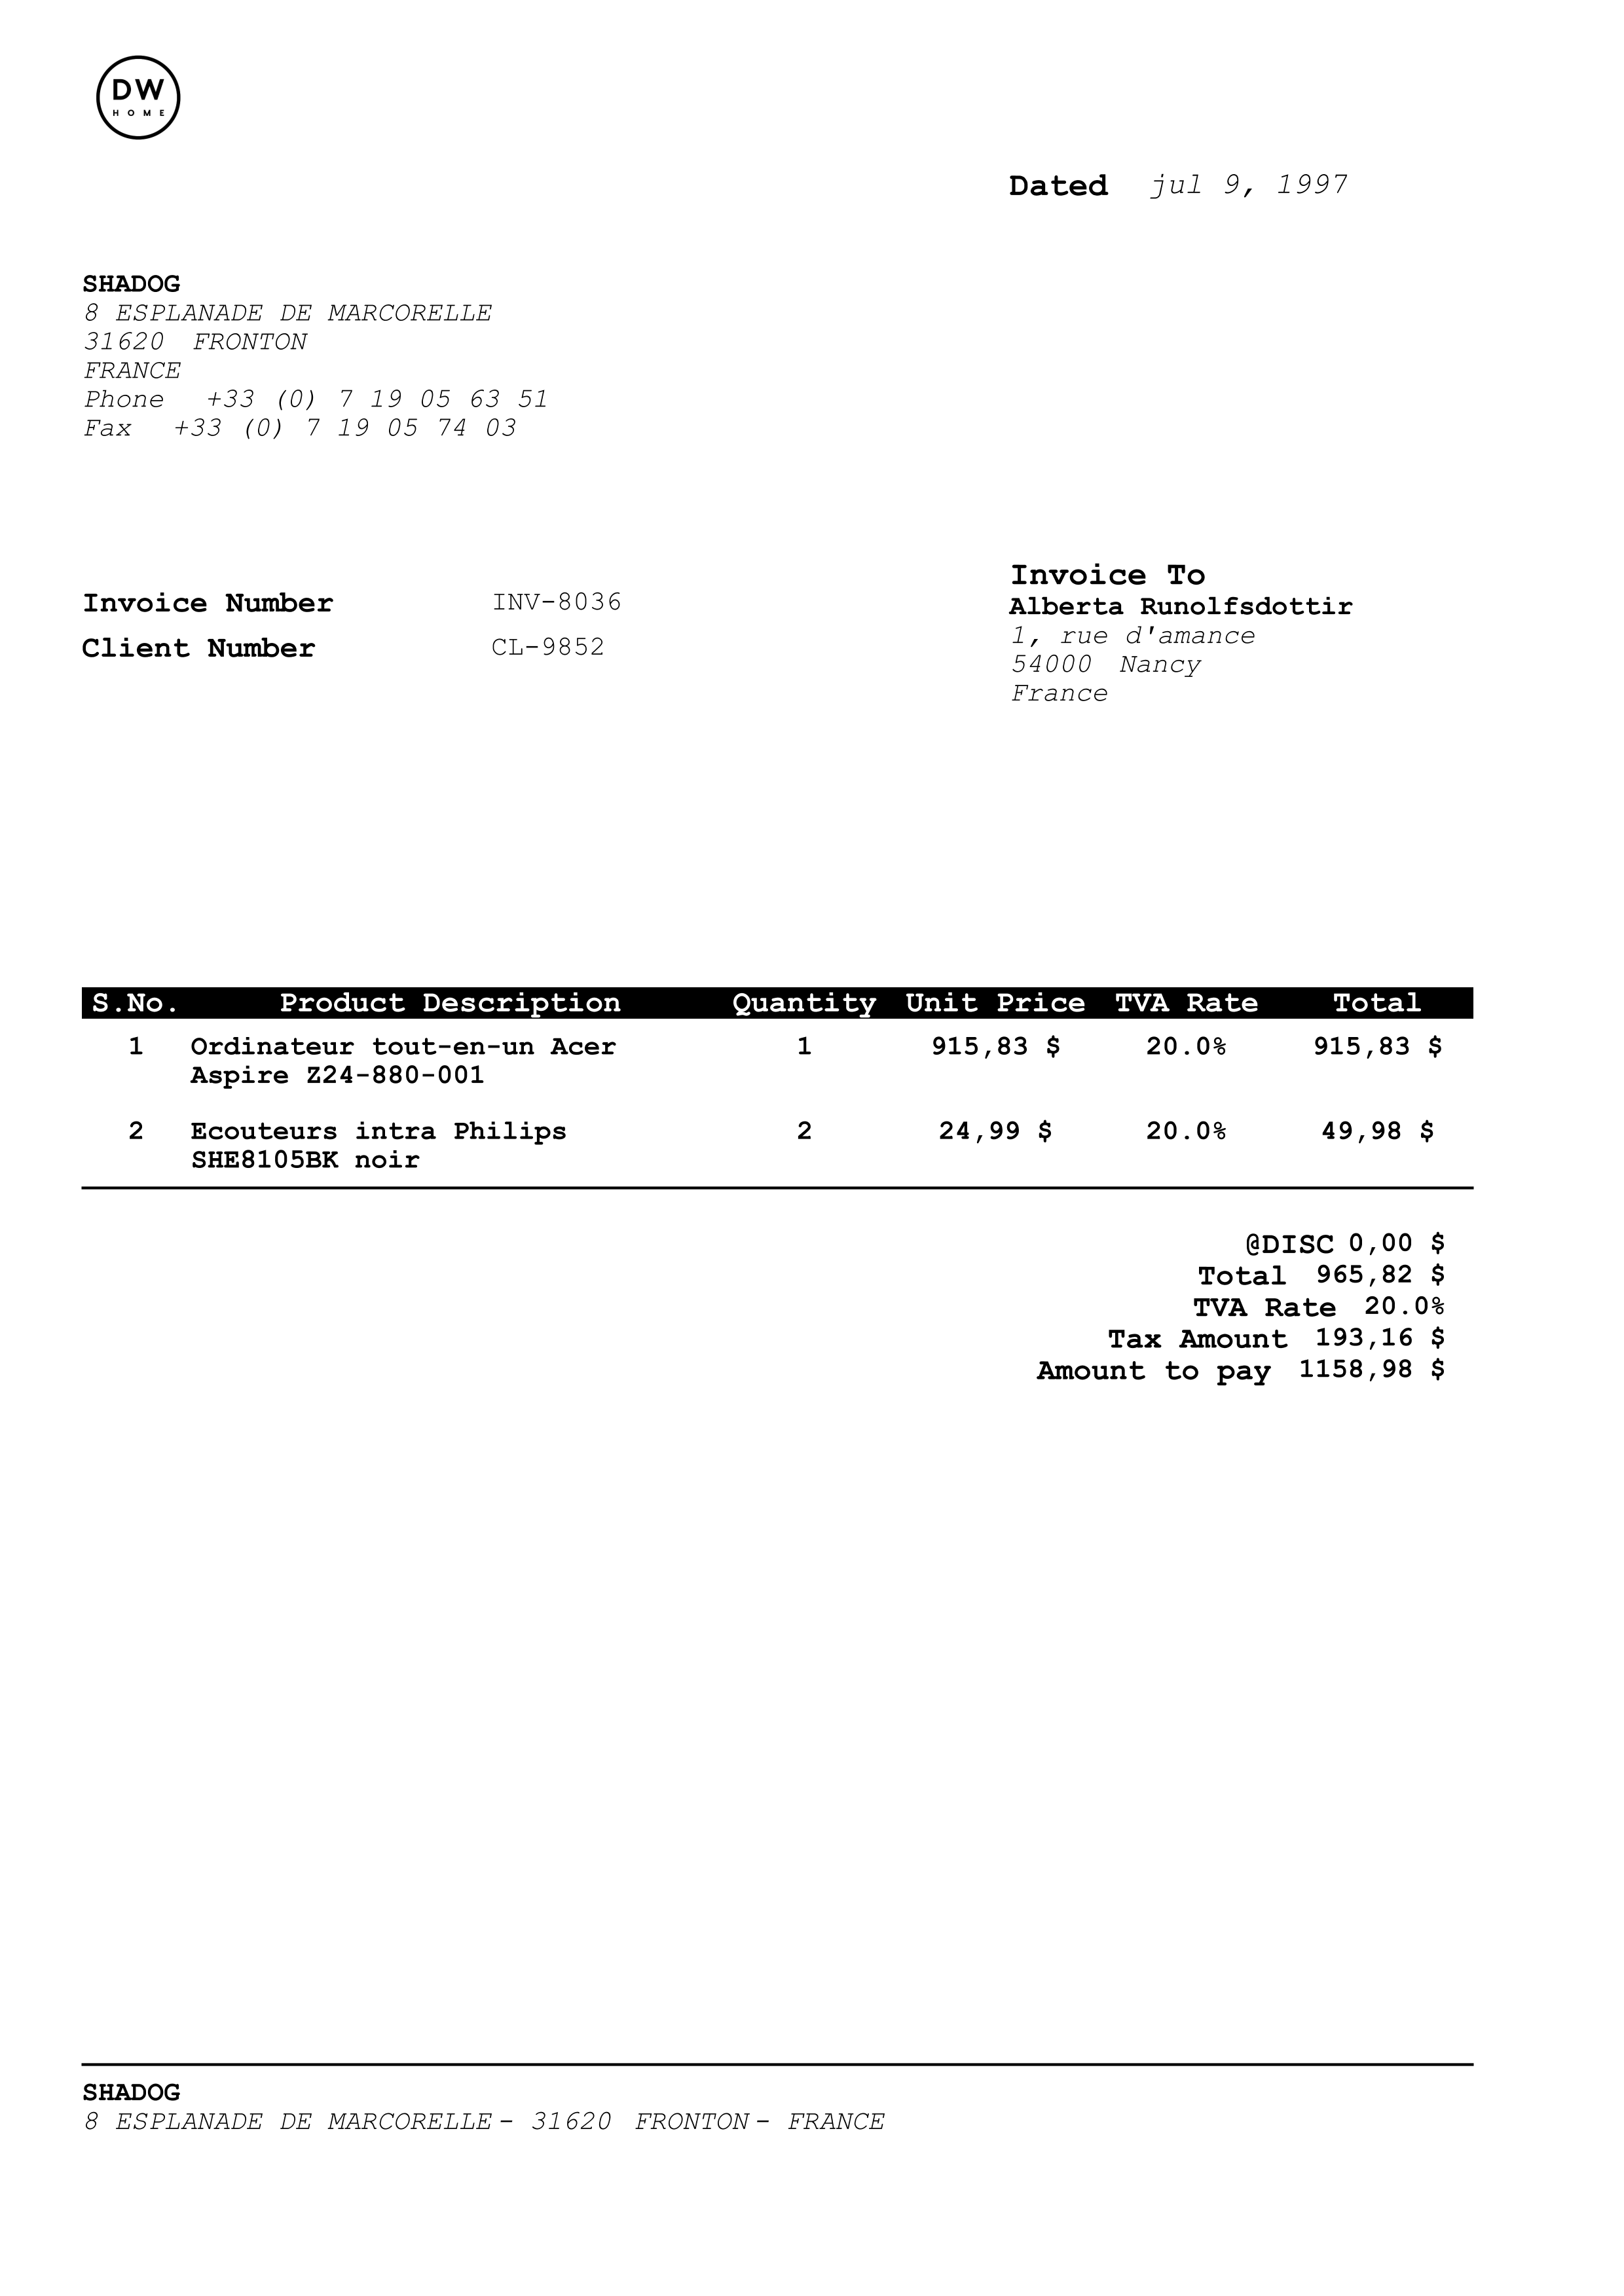 DW
HOME
Dated jul 9, 1997
SHADOG
8 ESPLANADE DE MARCORELLE
31620 FRONTON
FRANCE
Phone +33 (0) 7 19 05 63 51
Fax +33 (0) 7 19 05 74 03
Invoice Number INV-8036
Client Number CL-9852
Invoice To
Alberta Runolfsdottir
1, rue d'amance
54000 Nancy
France
S.No. Product Description Quantity Unit Price TVA Rate Total
1 Ordinateur tout-en-un Acer 1 915,83 $ 20.0% 915,83 $
Aspire Z24-880-001
2 Ecouteurs intra Philips 2 24,99 $ 20.0% 49,98 $
SHE8105BK noir
@DISC 0,00 $
Total 965,82 $
TVA Rate 20.0%
Tax Amount 193,16 $
Amount to pay 1158,98 $
SHADOG
8 ESPLANADE DE MARCORELLE - 31620 FRONTON - FRANCE